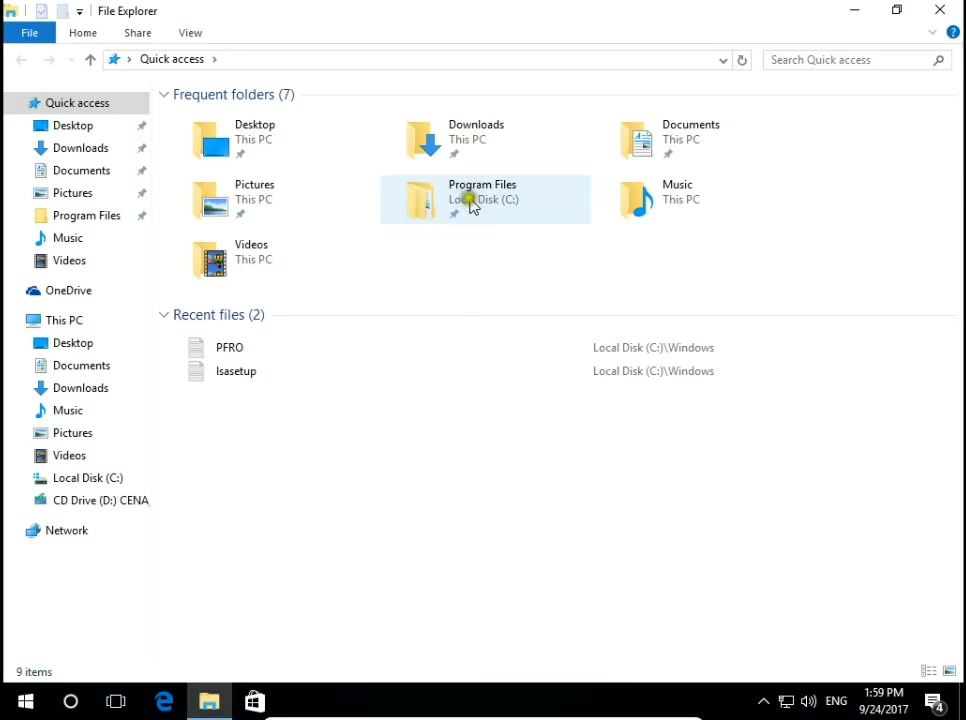 File Explorer
File Home Share View
Quick access
Search Quick access
Quick access
Desktop
Downloads
Documents
Pictures
Program Files
Music
Videos
OneDrive
This PC
Desktop
Documents
Downloads
Music
Pictures
Videos
Local Disk (C:)
CD Drive (D:) CENA
Network
Frequent folders (7)
Desktop
This PC
Downloads
This PC
Documents
This PC
Pictures
This PC
Program Files
Local Disk (C:)
Music
This PC
Videos
This PC
Recent files (2)
PFRO Local Disk (C:)\Windows
lsasetup Local Disk (C:)\Windows
9 items
ENG
1:59 PM
9/24/2017
4